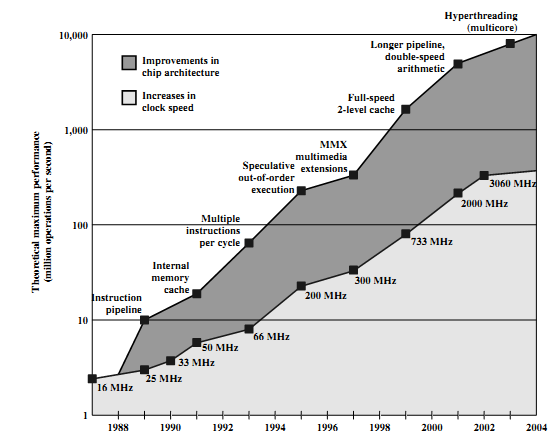 Hyperthreading
(multicore)
10,000
Longer pipeline,
double-speed
arithmetic
Improvements in
chip architecture
Increases in
clock speed
Full-speed
2-level cache
1,000
MMX
multimedia
extensions
Speculative
out-of-order
execution
3060 MHz
2000 MHz
Theoretical maximum performance
(million operations per second)
100
Multiple
instructions
per cycle
733 MHz
Internal
memory
cache
300 MHz
200 MHz
Instruction
pipeline
10
66 MHz
50 MHz
33 MHz
25 MHz
16 MHz
1
1988 1990 1992 1994 1996 1998 2000 2002 2004